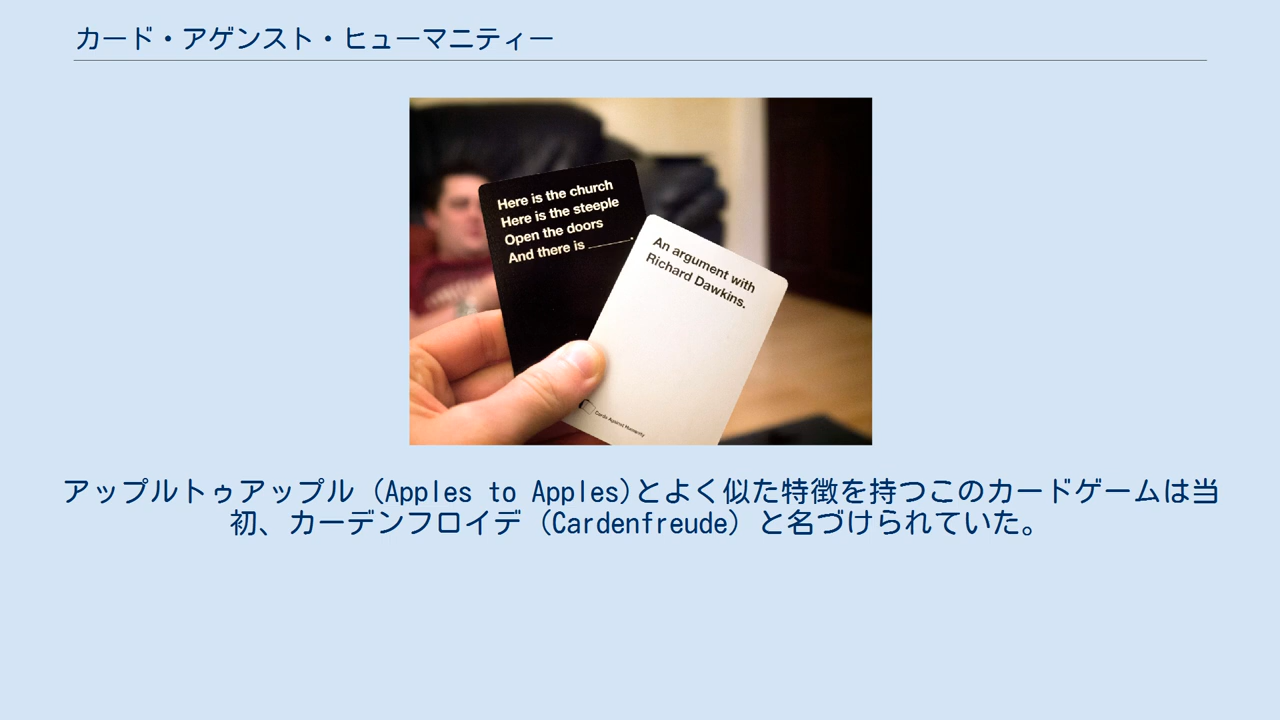 カード・アゲンスト・ヒューマニティー
Here is the church
Here is the steeple
Open the doors
And there is ______.
An argument with
Richard Dawkins.
Cards Against Humanity
アップルトゥアップル (Apples to Apples)とよく似た特徴を持つこのカードゲームは当
初、カーデンフロイデ（Cardenfreude）と名づけられていた。